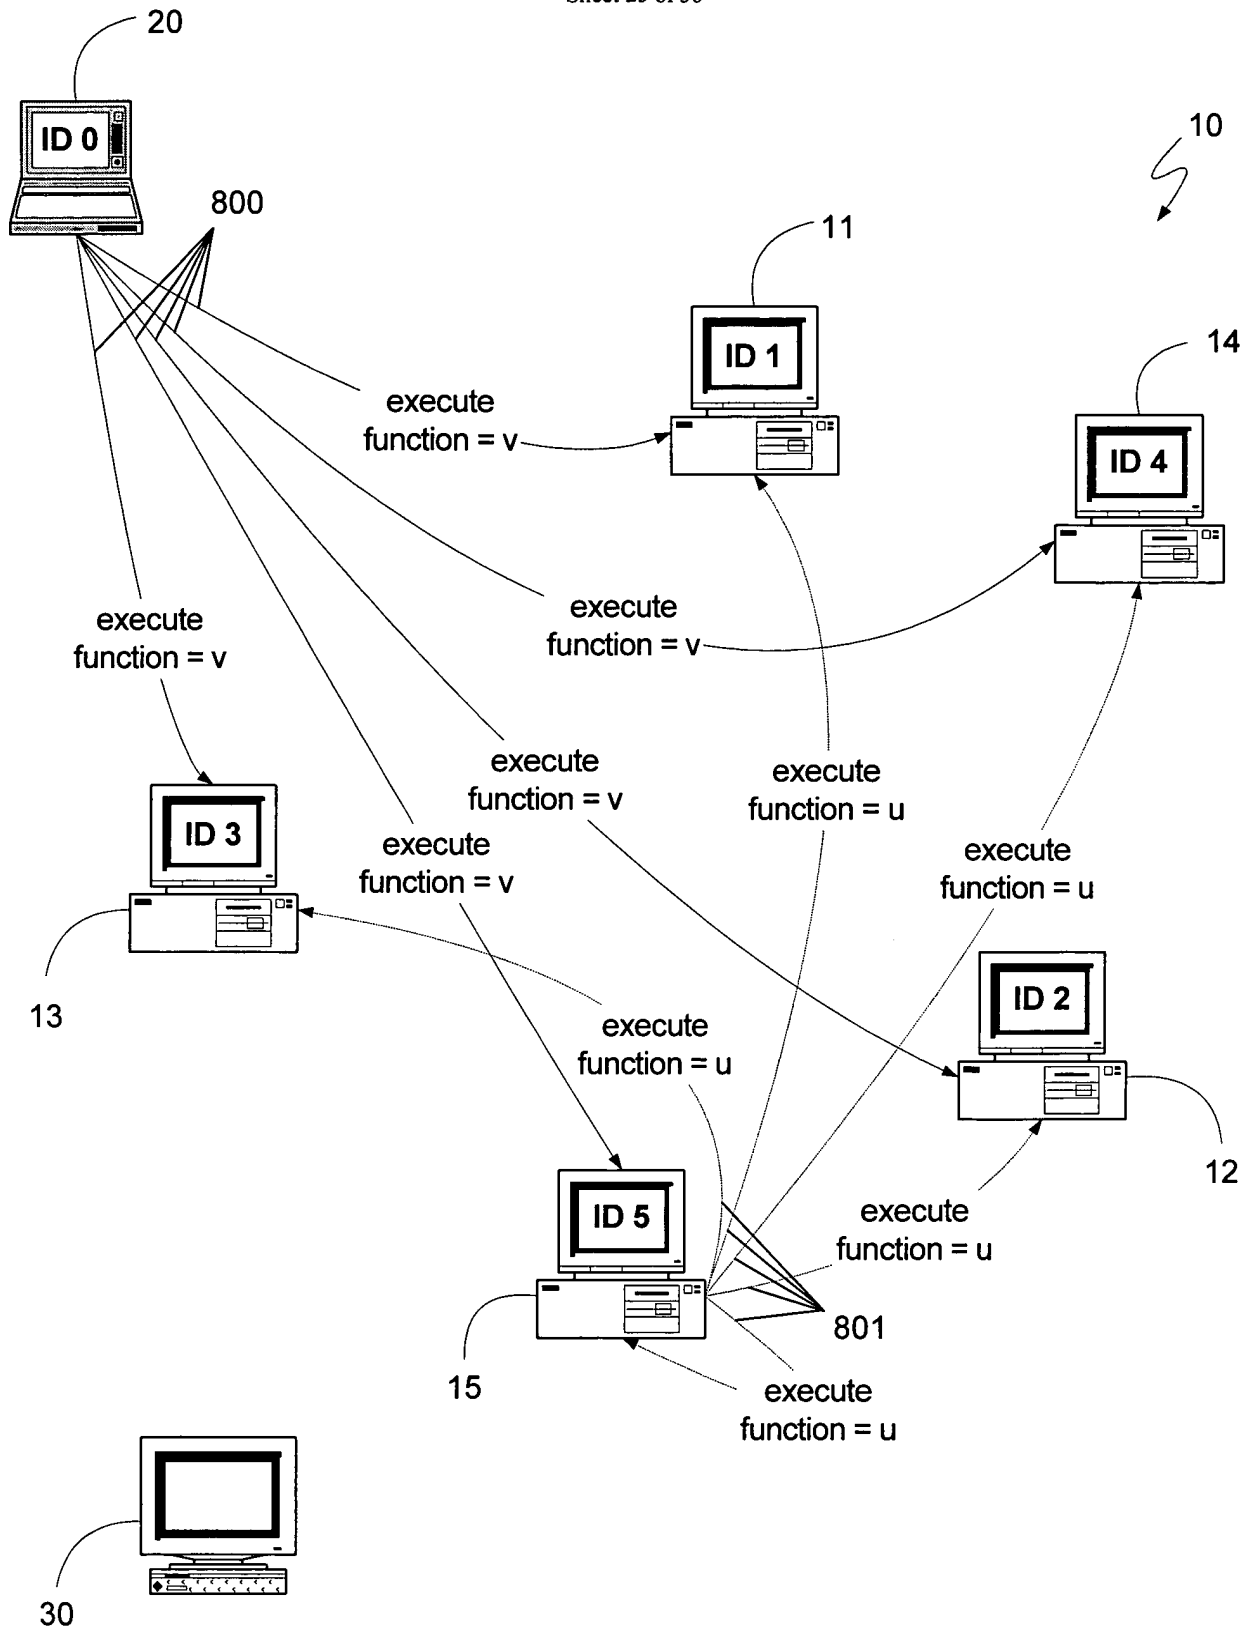 20
ID 0
10
800
11
ID 1
14
execute
function = v
ID 4
execute
function = v
execute
function = v
execute
function = v
execute
function = u
ID 3
execute
function = v
execute
function = u
13
ID 2
execute
function = u
12
ID 5
execute
function = u
15
801
execute
function = u
30